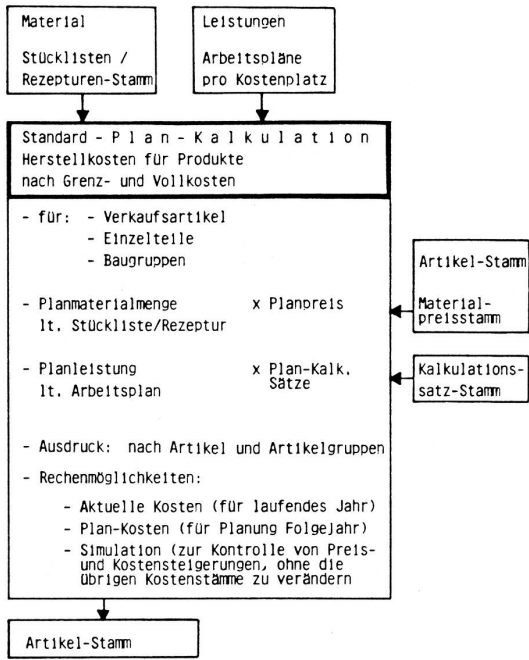 Material
Stücklisten /
Rezepturen-Stamm
Leistungen
Arbeitspläne
pro Kostenplatz
Standard - P l a n - K a l k u l a t i o n
Herstellkosten für Produkte
nach Grenz- und Vollkosten
- für: - Verkaufsartikel
- Einzelteile
- Baugruppen
- Planmaterialmenge x Planpreis
lt. Stückliste/Rezeptur
Artikel-Stamm
Material-
preisstamm
- Planleistung x Plan-Kalk.
lt. Arbeitsplan Sätze
Kalkulations-
satz-Stamm
- Ausdruck: nach Artikel und Artikelgruppen
- Rechenmöglichkeiten:
- Aktuelle Kosten (für laufendes Jahr)
- Plan-Kosten (für Planung Folgejahr)
- Simulation (zur Kontrolle von Preis-
und Kostensteigerungen, ohne die
übrigen Kostenstämme zu verändern
Artikel-Stamm